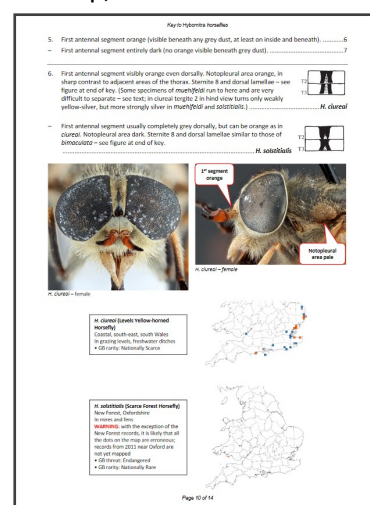 Key to Hybomitra horseflies
5. First antennal segment orange (visible beneath any grey dust, at least on inside and beneath). ............6
– First antennal segment entirely dark (no orange visible beneath grey dust). ............7
6. First antennal segment visibly orange even dorsally. Notopleural area orange, in
sharp contrast to adjacent areas of the thorax. Sternite 8 and dorsal lamellae – see
figure at end of key. (Some specimens of muehlfeldi run to here and are very
difficult to separate – see text; in ciureai tergite 2 in hind view turns only weakly
yellow-silver, but more strongly silver in muehlfeldi and solstitialis.) ............H. ciureai
T2
T3
– First antennal segment usually completely grey dorsally, but can be orange as in
ciureai. Notopleural area dark. Sternite 8 and dorsal lamellae similar to those of
bimaculata – see figure at end of key.
............H. solstitialis
T2
T3
1st segment
orange
Notopleural
area pale
H. ciureai – female
H. ciureai – female
H. ciureai (Levels Yellow-horned
Horsefly)
Coastal, south-east, south Wales
In grazing levels, freshwater ditches
• GB rarity: Nationally Scarce
H. solstitialis (Scarce Forest Horsefly)
New Forest, Oxfordshire
In mires and fens
WARNING: with the exception of the
New Forest records, it is likely that all
the dots on the map are erroneous;
records from 2011 near Oxford are
not yet mapped
• GB threat: Endangered
• GB rarity: Nationally Rare
Page 10 of 14